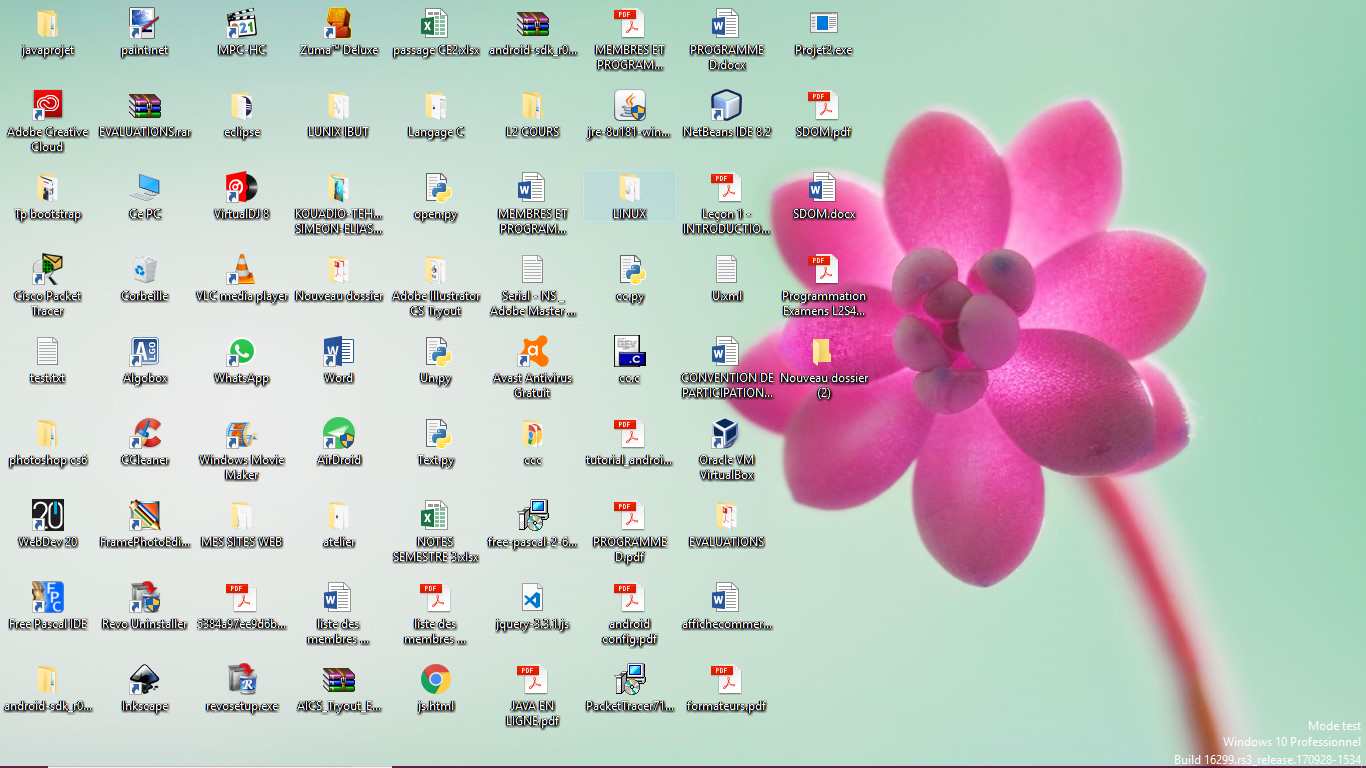 javaprojet
paint.net
MPC-HC
Zuma™ Deluxe
passage CE2.xlsx
android-sdk_r0...
MEMBRES ET
PROGRAM...
PROGRAMME
D.docx
Projet2.exe
Adobe Creative
Cloud
EVALUATIONS.rar
eclipse
LUNIX IBUT
Langage C
L2 COURS
jre-8u181-win...
NetBeans IDE 8.2
SDOM.pdf
Tp bootstrap
Ce PC
VirtualDJ 8
KOUADIO-TEH...
SIMEON-ELIAS...
open.py
MEMBRES ET
PROGRAM...
LINUX
Leçon 1 -
INTRODUCTIO...
SDOM.docx
Cisco Packet
Tracer
Corbeille
VLC media player
Nouveau dossier
Adobe Illustrator
CS Tryout
Serial - NS _
Adobe Master ...
cc.py
U.xml
Programmation
Examens L2S4...
test.txt
Algobox
WhatsApp
Word
Un.py
Avast Antivirus
Gratuit
cc.c
CONVENTION DE
PARTICIPATION...
Nouveau dossier
(2)
photoshop cs6
CCleaner
Windows Movie
Maker
AirDroid
Text.py
ccc
tutorial_androi...
Oracle VM
VirtualBox
WebDev 20
FramePhotoEdi...
MES SITES WEB
atelier
NOTES
SEMESTRE 3.xlsx
free-pascal-2-6...
PROGRAMME
D.pdf
EVALUATIONS
Free Pascal IDE
Revo Uninstaller
5384a97ee9d6b...
liste des
membres ...
liste des
membres ...
jquery-3.3.1.js
android
config.pdf
affichecommer...
android-sdk_r0...
Inkscape
revosetup.exe
AICS_Tryout_E...
js.html
JAVA EN
LIGNE.pdf
PacketTracer71...
formateurs.pdf
Mode test
Windows 10 Professionnel
Build 16299.rs3_release.170928-1534